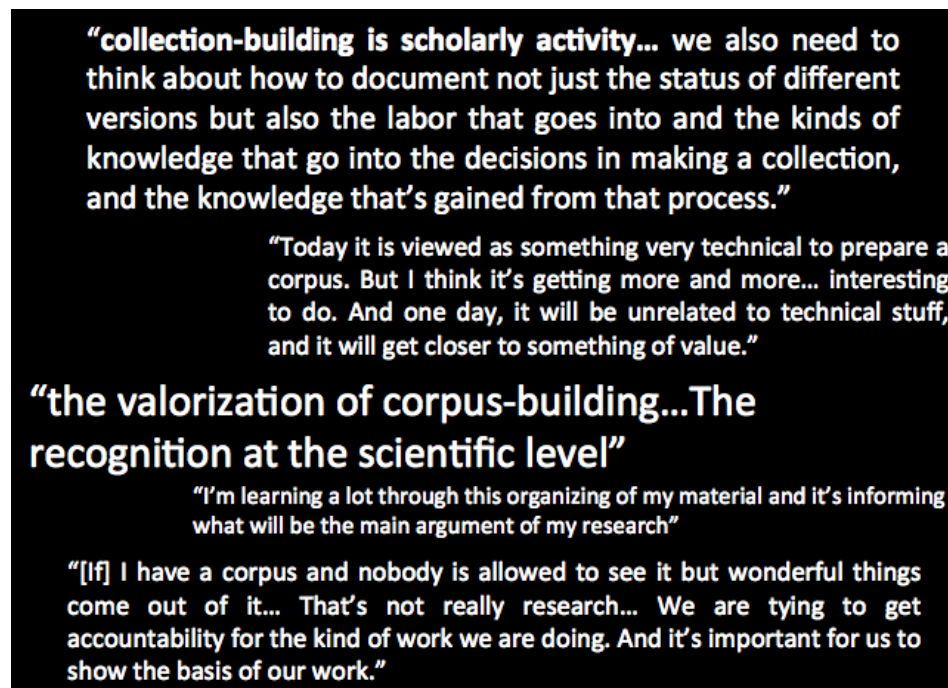 “collection-building is scholarly activity... we also need to
think about how to document not just the status of different
versions but also the labor that goes into and the kinds of
knowledge that go into the decisions in making a collection,
and the knowledge that’s gained from that process.”
“Today it is viewed as something very technical to prepare a
corpus. But I think it’s getting more and more... interesting
to do. And one day, it will be unrelated to technical stuff,
and it will get closer to something of value.”
“the valorization of corpus-building...The
recognition at the scientific level”
“I’m learning a lot through this organizing of my material and it’s informing
what will be the main argument of my research”
“[If] I have a corpus and nobody is allowed to see it but wonderful things
come out of it... That’s not really research... We are tying to get
accountability for the kind of work we are doing. And it’s important for us to
show the basis of our work.”